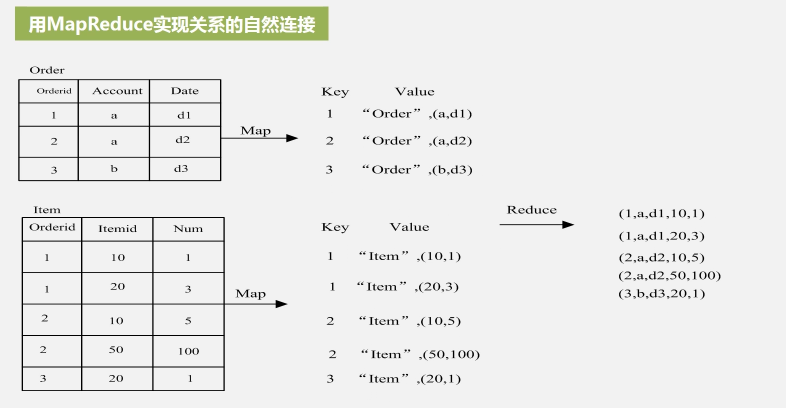 用MapReduce实现关系的自然连接
Order
Orderid Account Date
1 a d1
2 a d2
3 b d3
Map
Key Value
1 “Order”,(a,d1)
2 “Order”,(a,d2)
3 “Order”,(b,d3)
Item
Orderid Itemid Num
1 10 1
1 20 3
2 10 5
2 50 100
3 20 1
Map
Key Value
1 “Item”,(10,1)
1 “Item”,(20,3)
2 “Item”,(10,5)
2 “Item”,(50,100)
3 “Item”,(20,1)
Reduce
(1,a,d1,10,1)
(1,a,d1,20,3)
(2,a,d2,10,5)
(2,a,d2,50,100)
(3,b,d3,20,1)